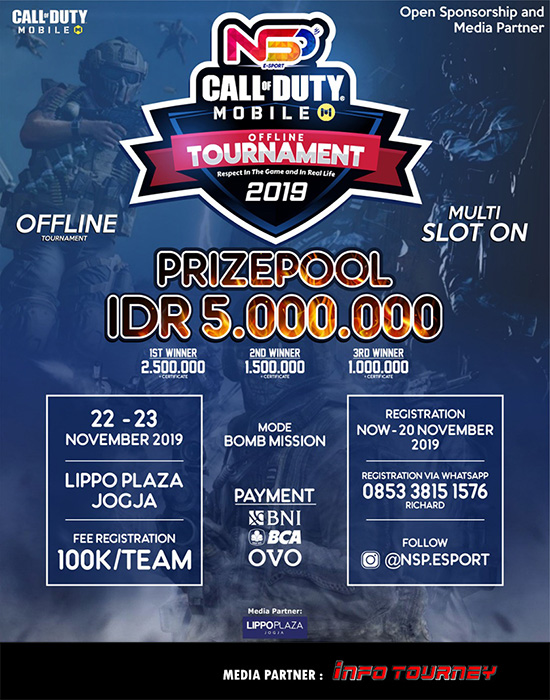 CALL OF DUTY
MOBILE
Open Sponsorship and
Media Partner
NSP
E-SPORT
CALL OF DUTY
MOBILE
OFFLINE
TOURNAMENT
Respect In The Game and In Real Life
2019
OFFLINE
TOURNAMENT
MULTI
SLOT ON
PRIZEPOOL
IDR 5.000.000
1ST WINNER
2.500.000
+CERTIFICATE
2ND WINNER
1.500.000
+CERTIFICATE
3RD WINNER
1.000.000
+CERTIFICATE
22 - 23
NOVEMBER 2019
LIPPO PLAZA
JOGJA
FEE REGISTRATION
100K/TEAM
MODE
BOMB MISSION
PAYMENT
BNI
BCA
OVO
REGISTRATION
NOW - 20 NOVEMBER
2019
REGISTRATION VIA WHATSAPP
0853 3815 1576
RICHARD
FOLLOW
@NSP.ESPORT
Media Partner:
LIPPO PLAZA
JOGJA
MEDIA PARTNER : INFO TOURNEY